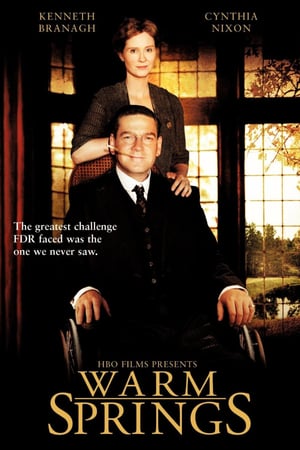 KENNETH
BRANAGH
CYNTHIA
NIXON
The greatest challenge
FDR faced was the
one we never saw.
HBO FILMS PRESENTS
WARM
SPRINGS